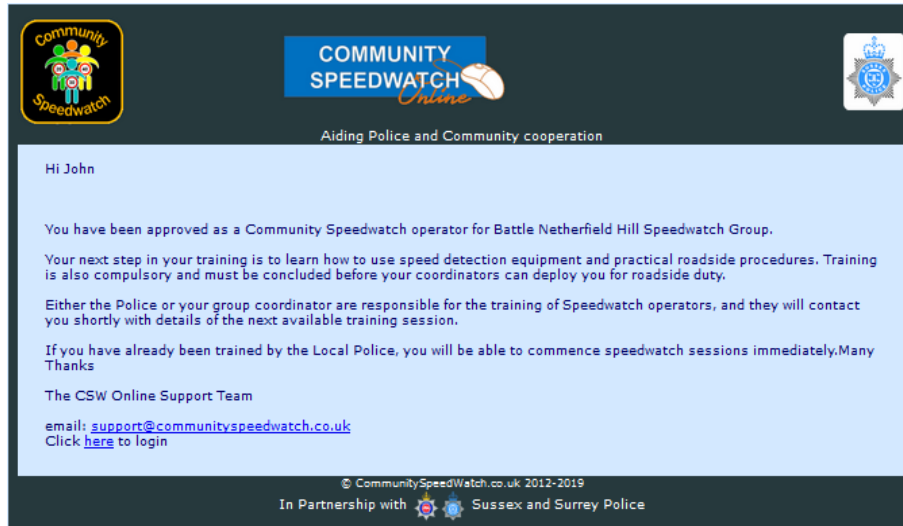 Community
Speedwatch
COMMUNITY
SPEEDWATCH
Online
Aiding Police and Community cooperation
Hi John
You have been approved as a Community Speedwatch operator for Battle Netherfield Hill Speedwatch Group.
Your next step in your training is to learn how to use speed detection equipment and practical roadside procedures. Training
is also compulsory and must be concluded before your coordinators can deploy you for roadside duty.
Either the Police or your group coordinator are responsible for the training of Speedwatch operators, and they will contact
you shortly with details of the next available training session.
If you have already been trained by the Local Police, you will be able to commence speedwatch sessions immediately.Many
Thanks
The CSW Online Support Team
email: support@communityspeedwatch.co.uk
Click here to login
© CommunitySpeedWatch.co.uk 2012-2019
In Partnership with Sussex and Surrey Police